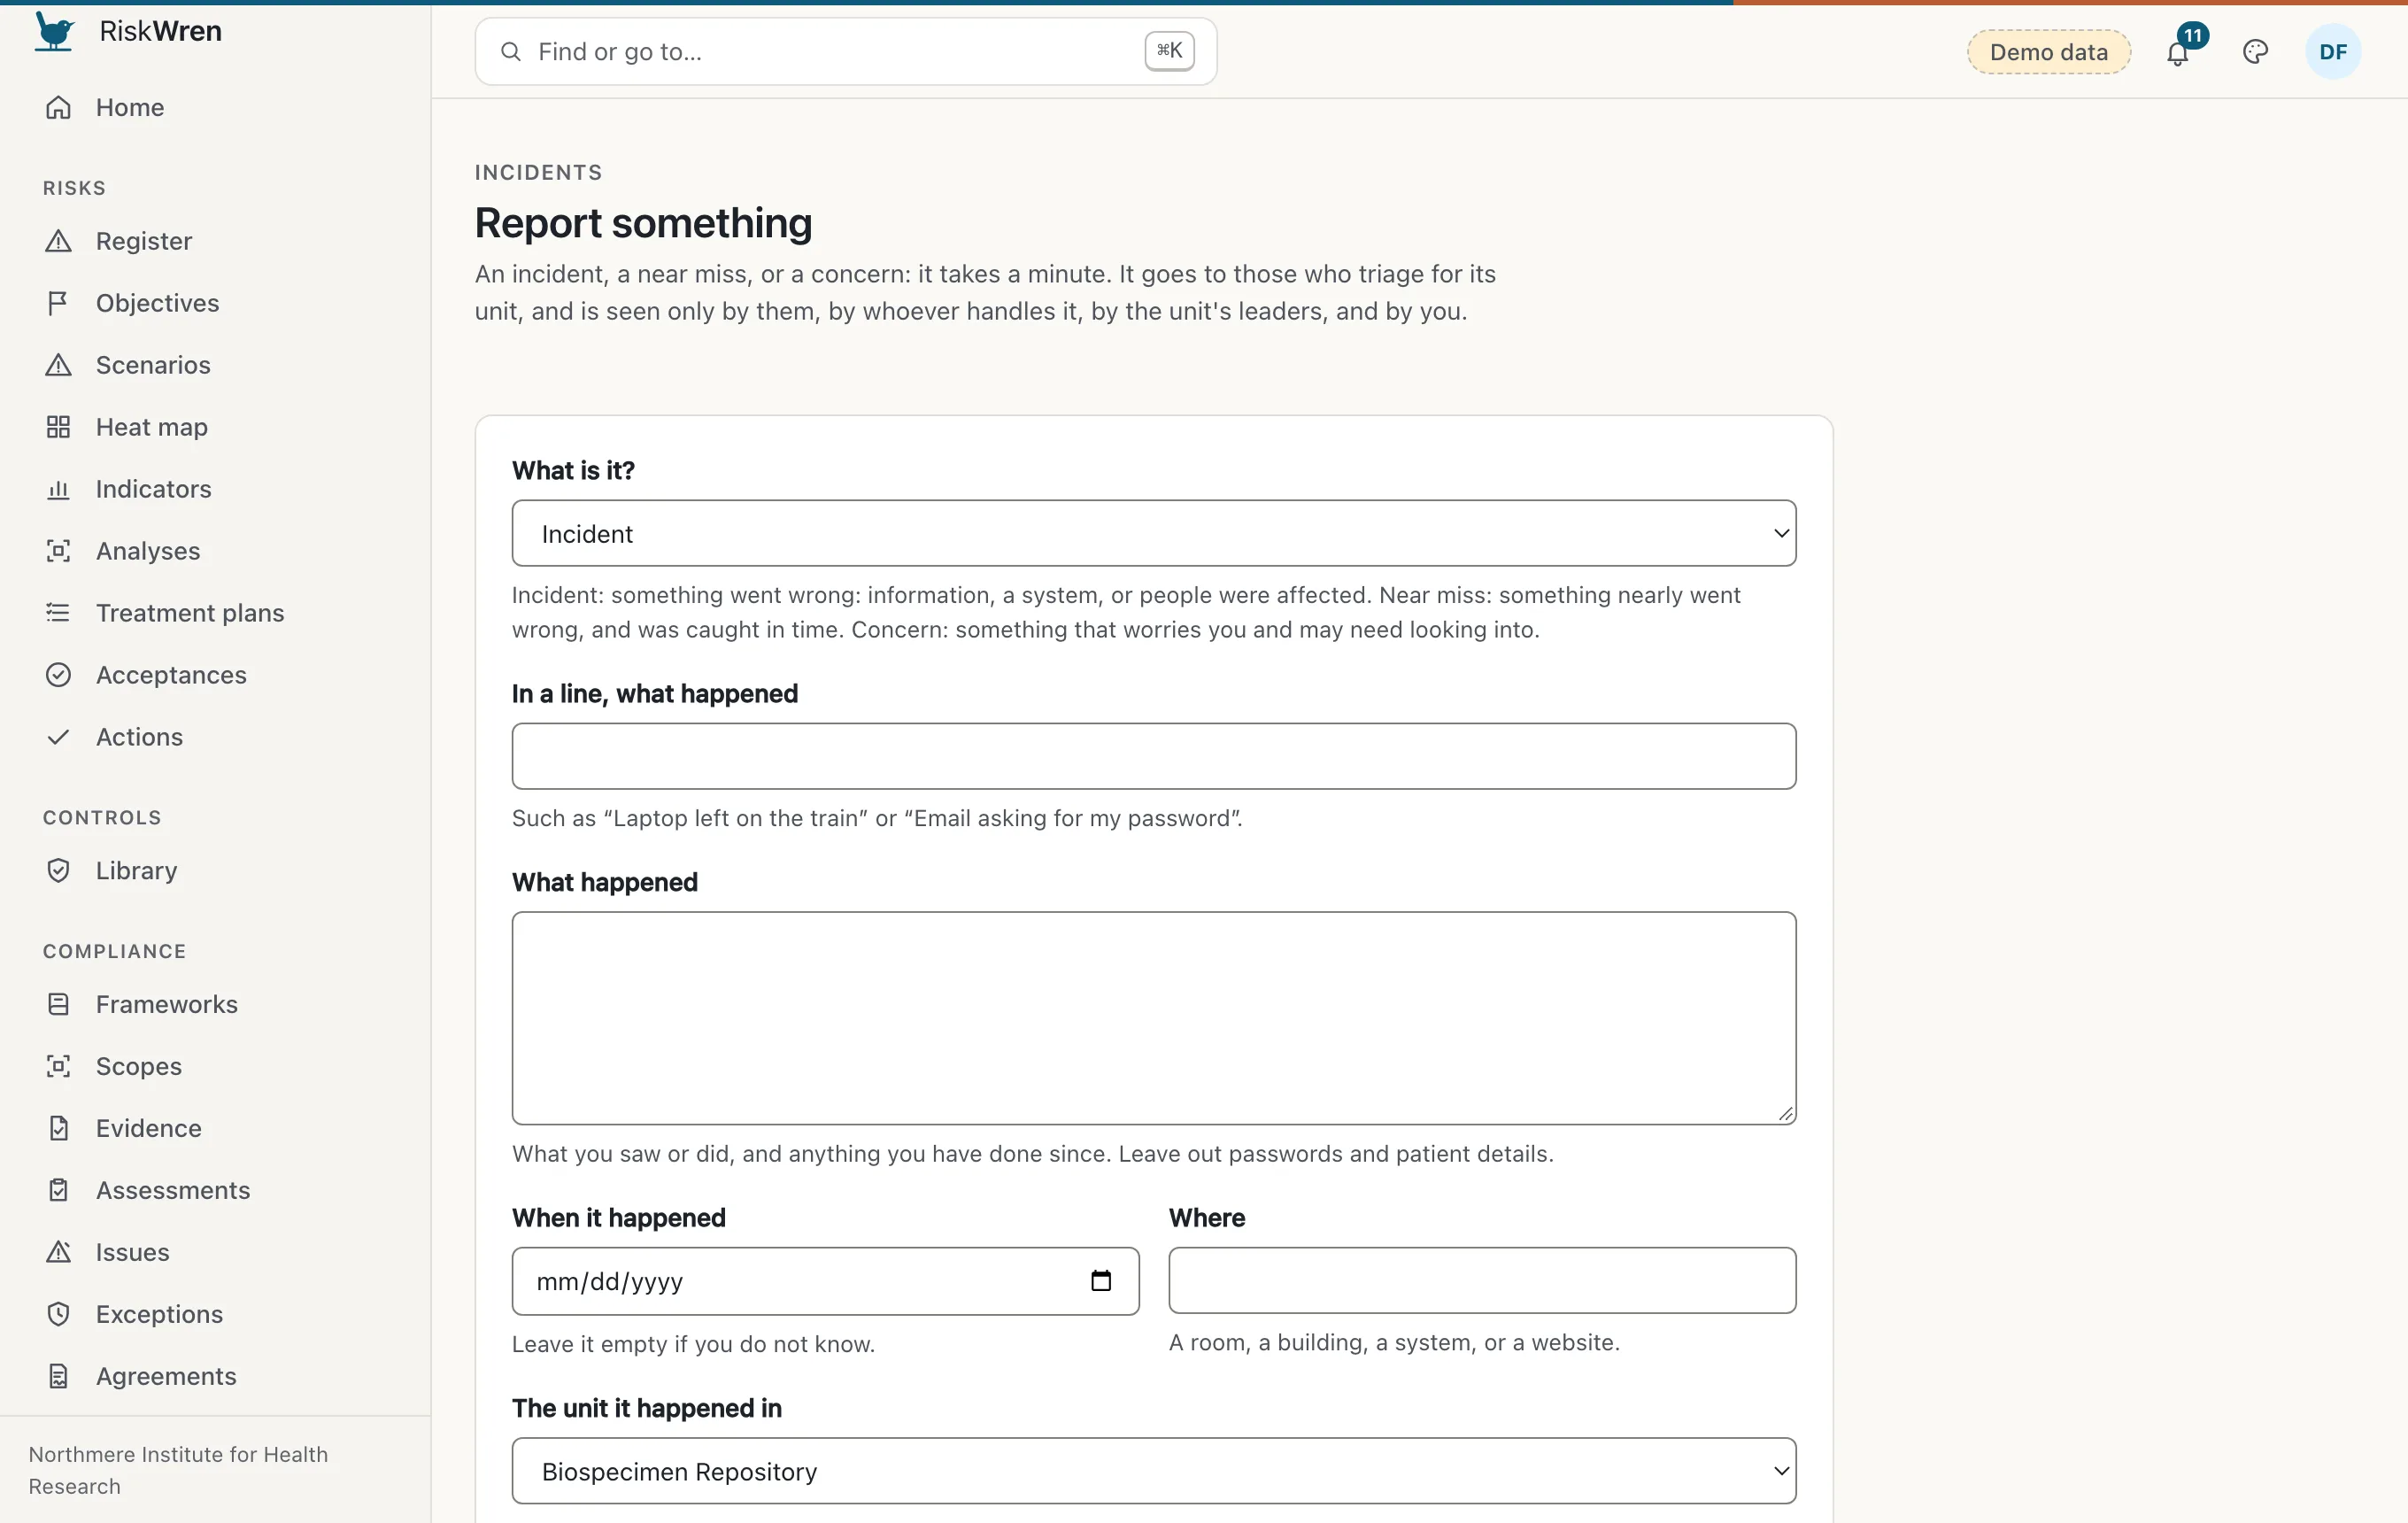 RiskWren
Home
RISKS
Register
Objectives
Scenarios
Heat map
Indicators
Analyses
Treatment plans
Acceptances
Actions
CONTROLS
Library
COMPLIANCE
Frameworks
Scopes
Evidence
Assessments
Issues
Exceptions
Agreements
Northmere Institute for Health
Research
Find or go to...
⌘K
Demo data
11
DF
INCIDENTS
Report something
An incident, a near miss, or a concern: it takes a minute. It goes to those who triage for its
unit, and is seen only by them, by whoever handles it, by the unit's leaders, and by you.
What is it?
Incident
Incident: something went wrong: information, a system, or people were affected. Near miss: something nearly went
wrong, and was caught in time. Concern: something that worries you and may need looking into.
In a line, what happened
Such as “Laptop left on the train” or “Email asking for my password”.
What happened
What you saw or did, and anything you have done since. Leave out passwords and patient details.
When it happened
mm/dd/yyyy
Leave it empty if you do not know.
Where
A room, a building, a system, or a website.
The unit it happened in
Biospecimen Repository